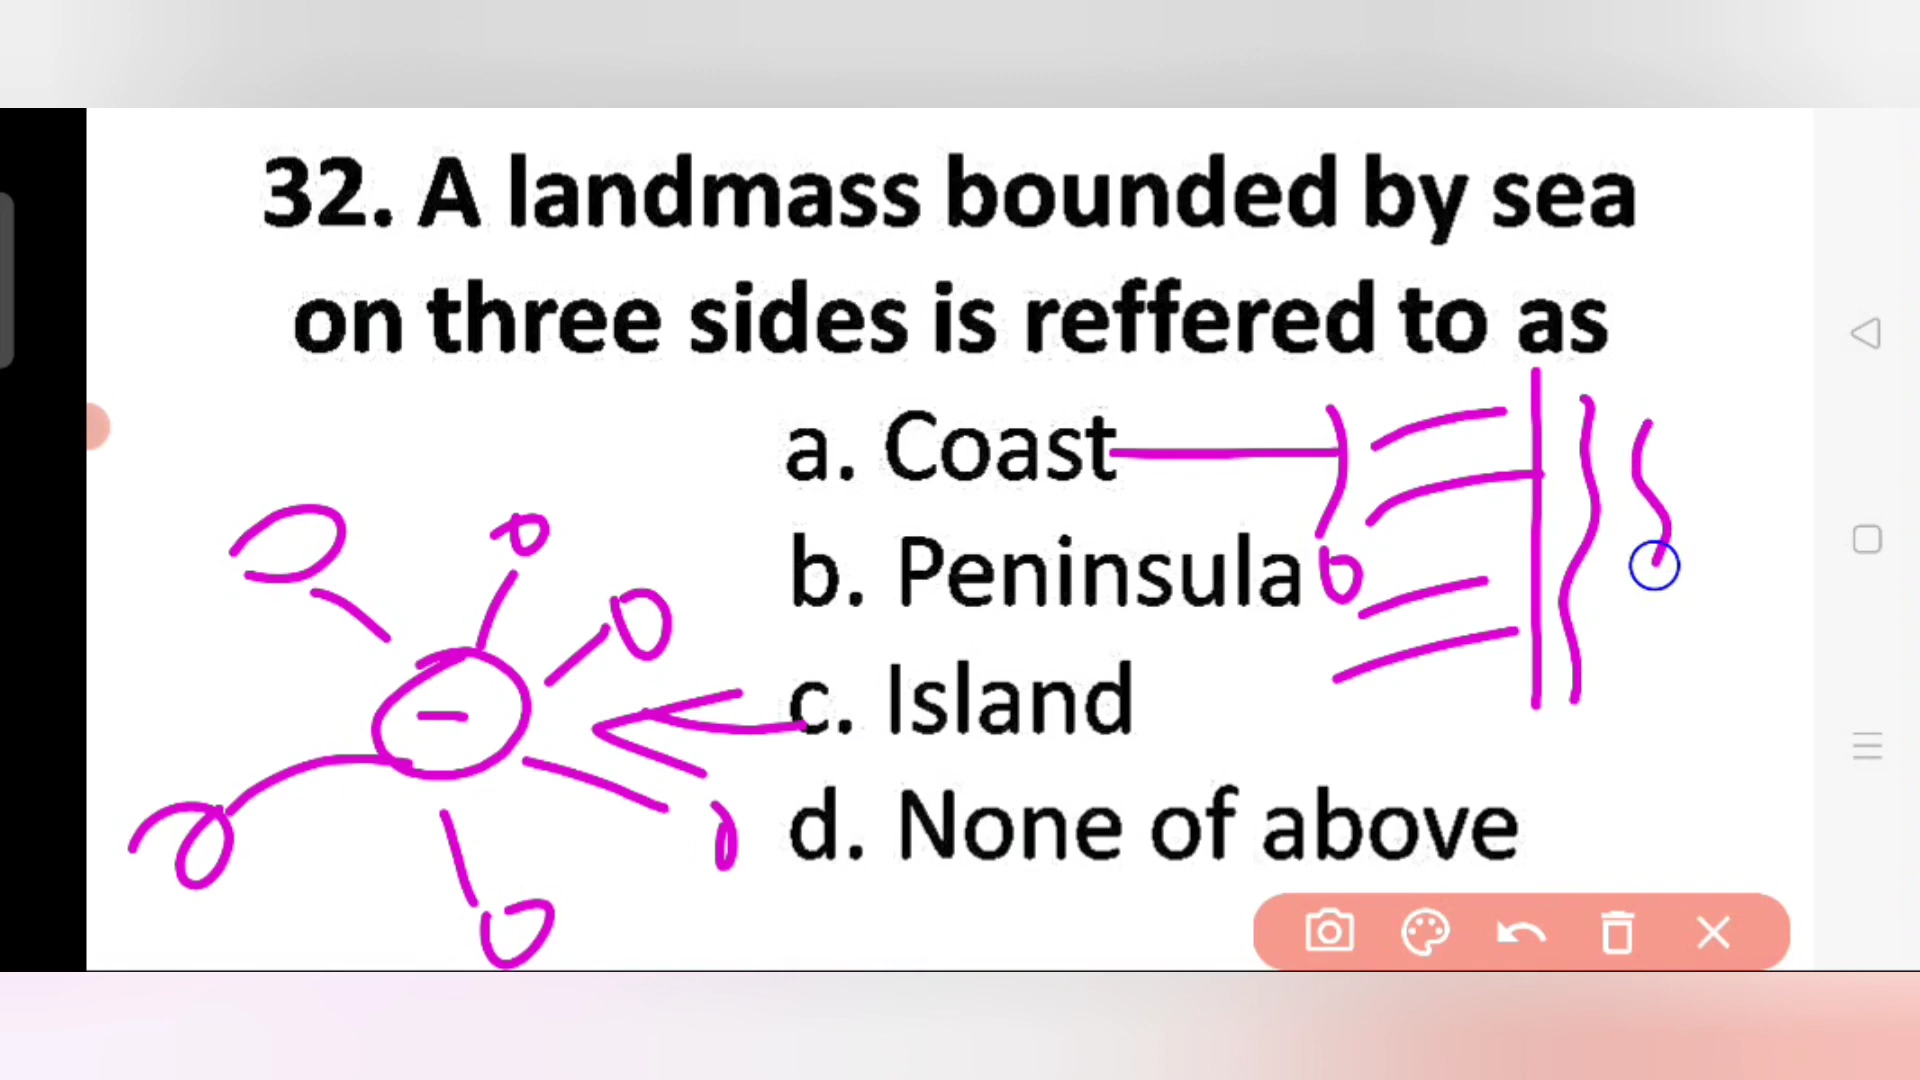 32. A landmass bounded by sea
on three sides is reffered to as
a. Coast
b. Peninsula
c. Island
d. None of above